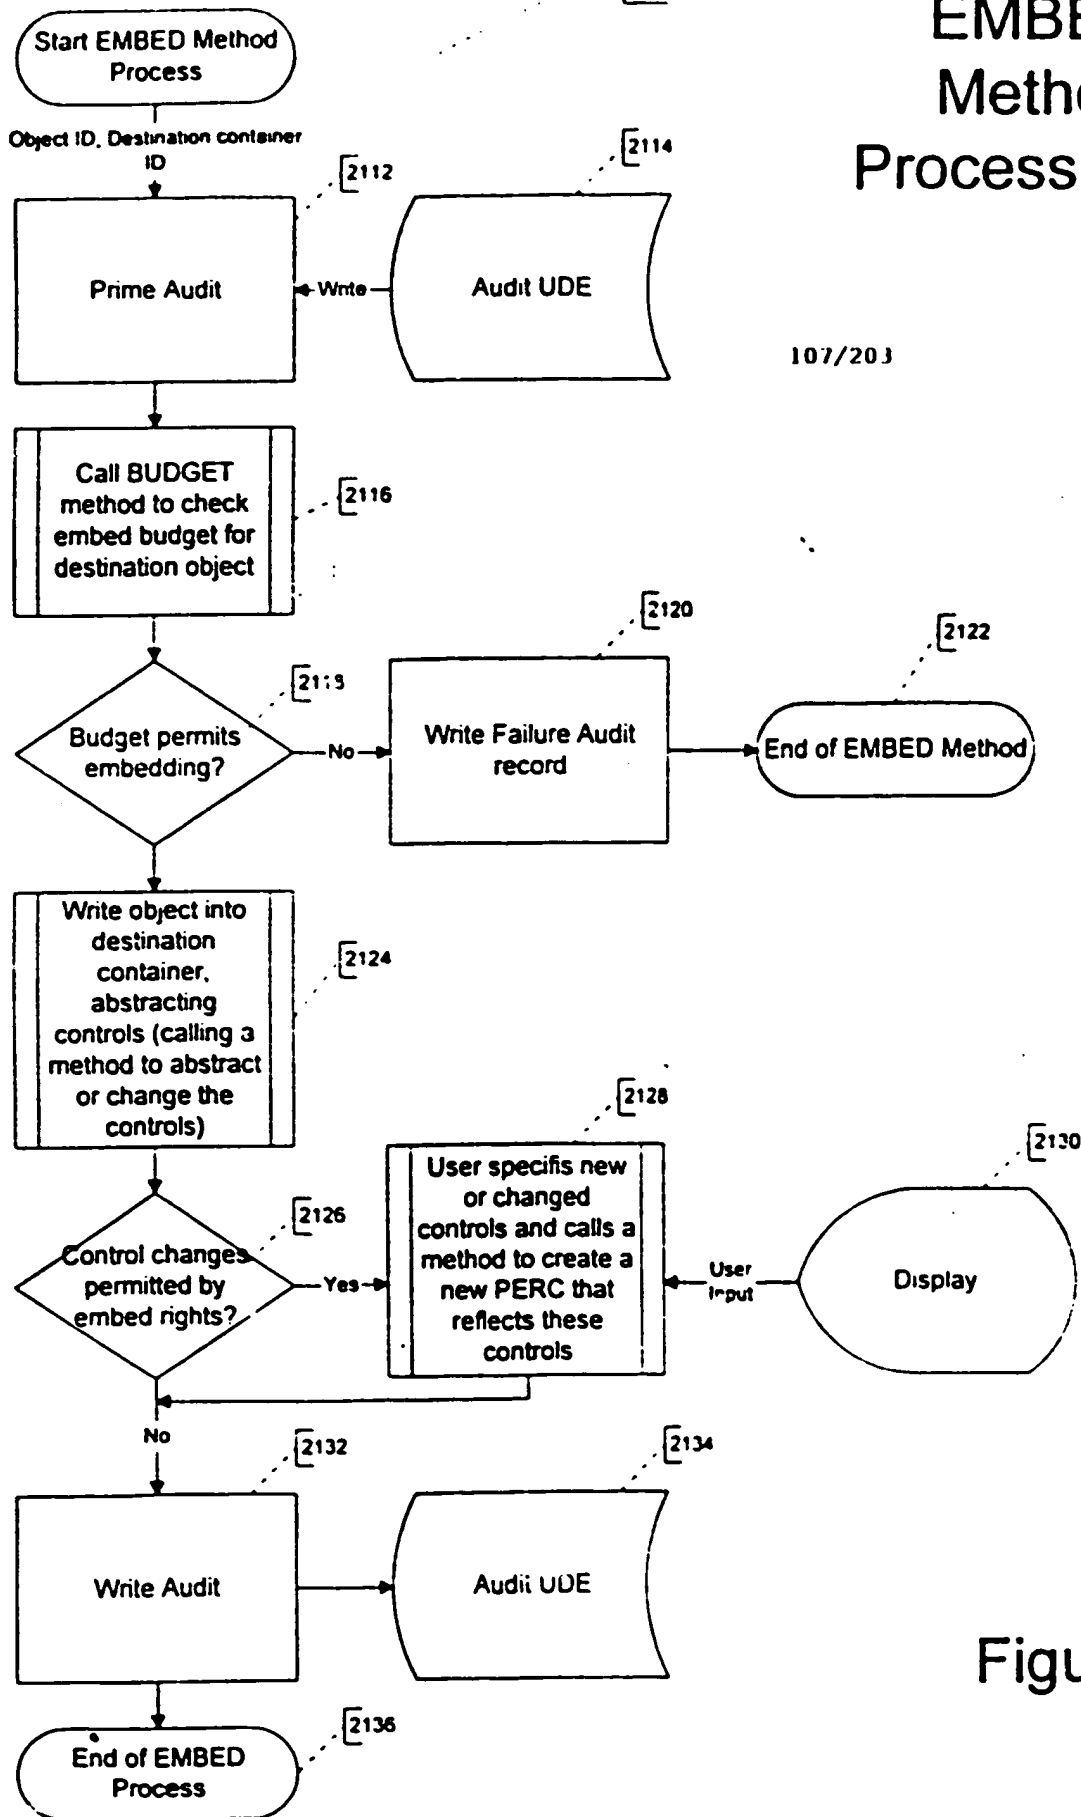 EMBE
Metho
Process
Start EMBED Method
Process
Object ID, Destination container
ID
2112
2114
Prime Audit
Write
Audit UDE
107/203
Call BUDGET
method to check
embed budget for
destination object
2116
2120
2122
Budget permits
embedding?
No
Write Failure Audit
record
End of EMBED Method
Write object into
destination
container,
abstracting
controls (calling a
method to abstract
or change the
controls)
2124
2128
2130
User specifis new
or changed
controls and calls a
method to create a
new PERC that
reflects these
controls
2126
Control changes
permitted by
embed rights?
Yes
User
Input
Display
No
2132
2134
Write Audit
Audit UDE
Figu
2136
End of EMBED
Process